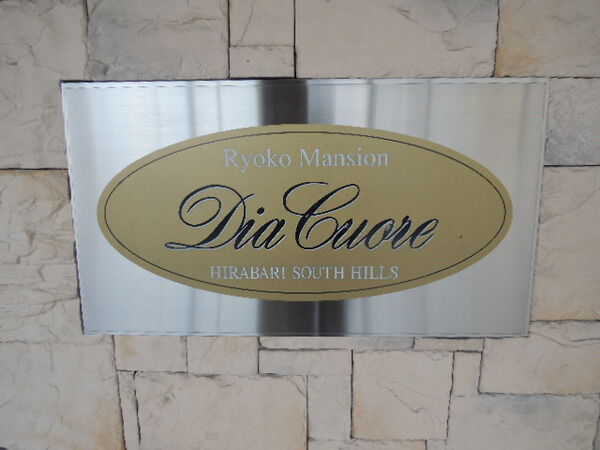 Ryoko Mansion
Dia Cuore
HIRABARI SOUTH HILLS